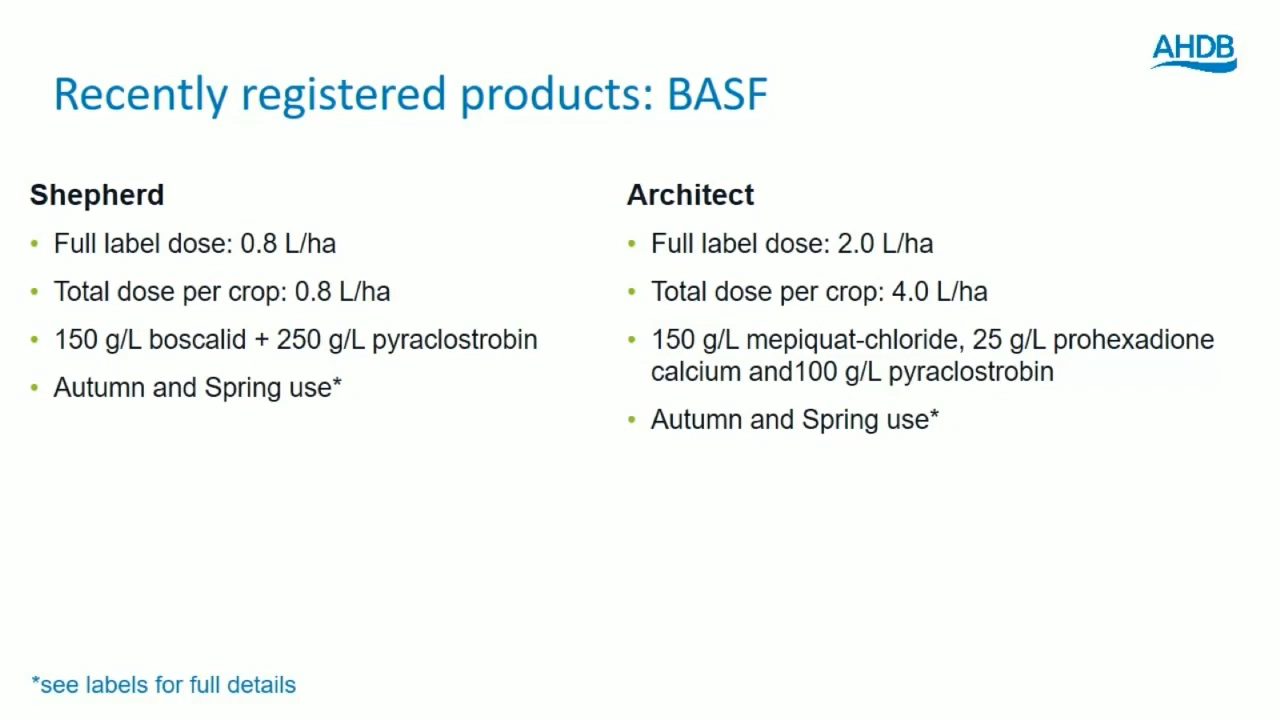 AHDB
Recently registered products: BASF
Shepherd
• Full label dose: 0.8 L/ha
• Total dose per crop: 0.8 L/ha
• 150 g/L boscalid + 250 g/L pyraclostrobin
• Autumn and Spring use*
Architect
• Full label dose: 2.0 L/ha
• Total dose per crop: 4.0 L/ha
• 150 g/L mepiquat-chloride, 25 g/L prohexadione
calcium and100 g/L pyraclostrobin
• Autumn and Spring use*
*see labels for full details